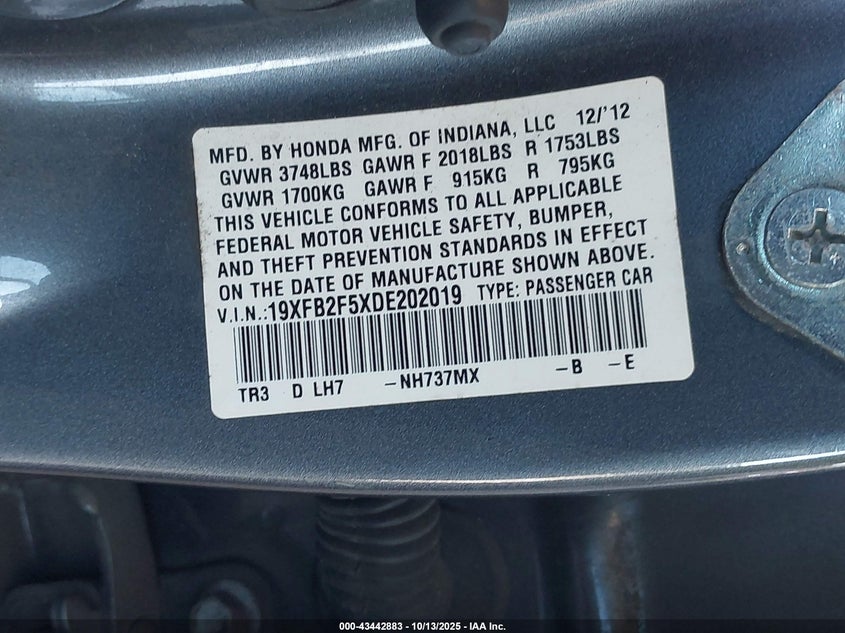 MFD. BY HONDA MFG. OF INDIANA, LLC 12/'12
GVWR 3748LBS GAWR F 2018LBS R 1753LBS
GVWR 1700KG GAWR F 915KG R 795KG
THIS VEHICLE CONFORMS TO ALL APPLICABLE
FEDERAL MOTOR VEHICLE SAFETY, BUMPER,
AND THEFT PREVENTION STANDARDS IN EFFECT
ON THE DATE OF MANUFACTURE SHOWN ABOVE.
V.I.N.:19XFB2F5XDE202019 TYPE: PASSENGER CAR
TR3 D LH7 -NH737MX -B -E
000-43442883 - 10/13/2025 - IAA Inc.